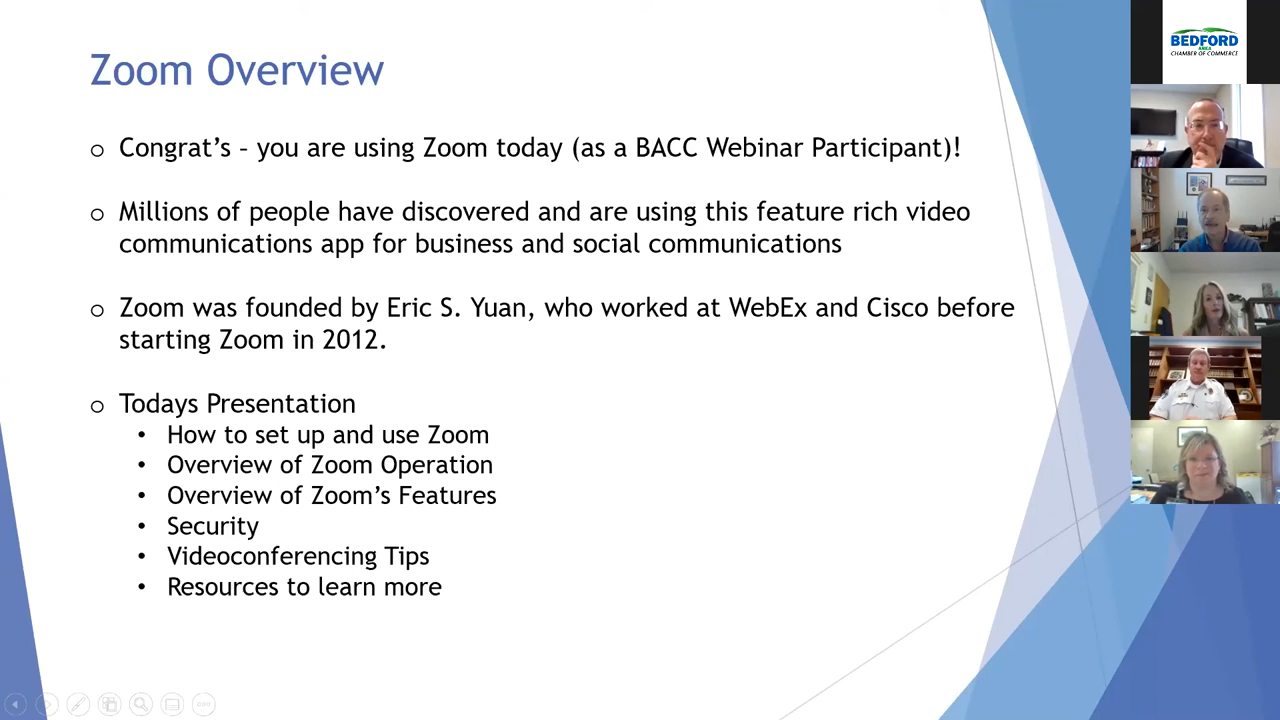 Zoom Overview
o Congrat's – you are using Zoom today (as a BACC Webinar Participant)!
o Millions of people have discovered and are using this feature rich video
communications app for business and social communications
o Zoom was founded by Eric S. Yuan, who worked at WebEx and Cisco before
starting Zoom in 2012.
o Todays Presentation
• How to set up and use Zoom
• Overview of Zoom Operation
• Overview of Zoom's Features
• Security
• Videoconferencing Tips
• Resources to learn more
BEDFORD
AREA
CHAMBER OF COMMERCE